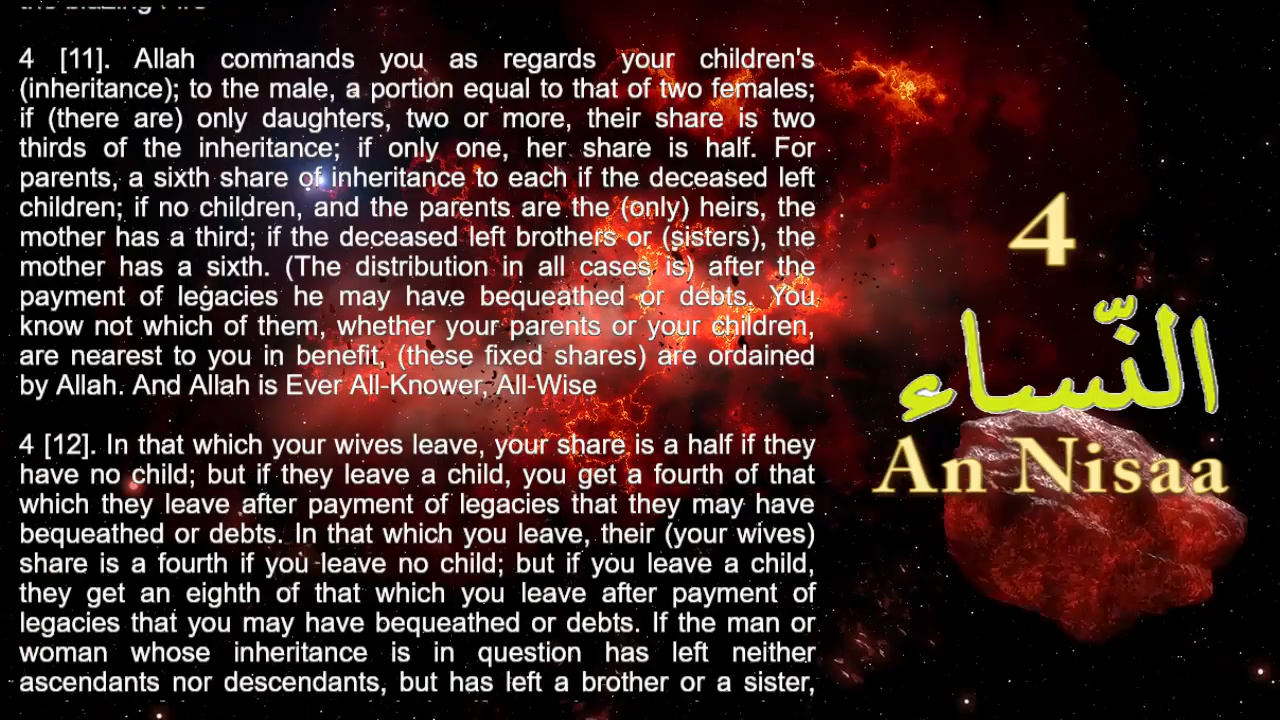 the blazing Fire
4 [11]. Allah commands you as regards your children's
(inheritance); to the male, a portion equal to that of two females;
if (there are) only daughters, two or more, their share is two
thirds of the inheritance; if only one, her share is half. For
parents, a sixth share of inheritance to each if the deceased left
children; if no children, and the parents are the (only) heirs, the
mother has a third; if the deceased left brothers or (sisters), the
mother has a sixth. (The distribution in all cases is) after the
payment of legacies he may have bequeathed or debts. You
know not which of them, whether your parents or your children,
are nearest to you in benefit, (these fixed shares) are ordained
by Allah. And Allah is Ever All-Knower, All-Wise
4 [12]. In that which your wives leave, your share is a half if they
have no child; but if they leave a child, you get a fourth of that
which they leave after payment of legacies that they may have
bequeathed or debts. In that which you leave, their (your wives)
share is a fourth if you leave no child; but if you leave a child,
they get an eighth of that which you leave after payment of
legacies that you may have bequeathed or debts. If the man or
woman whose inheritance is in question has left neither
ascendants nor descendants, but has left a brother or a sister,
4
النّساء
An Nisaa